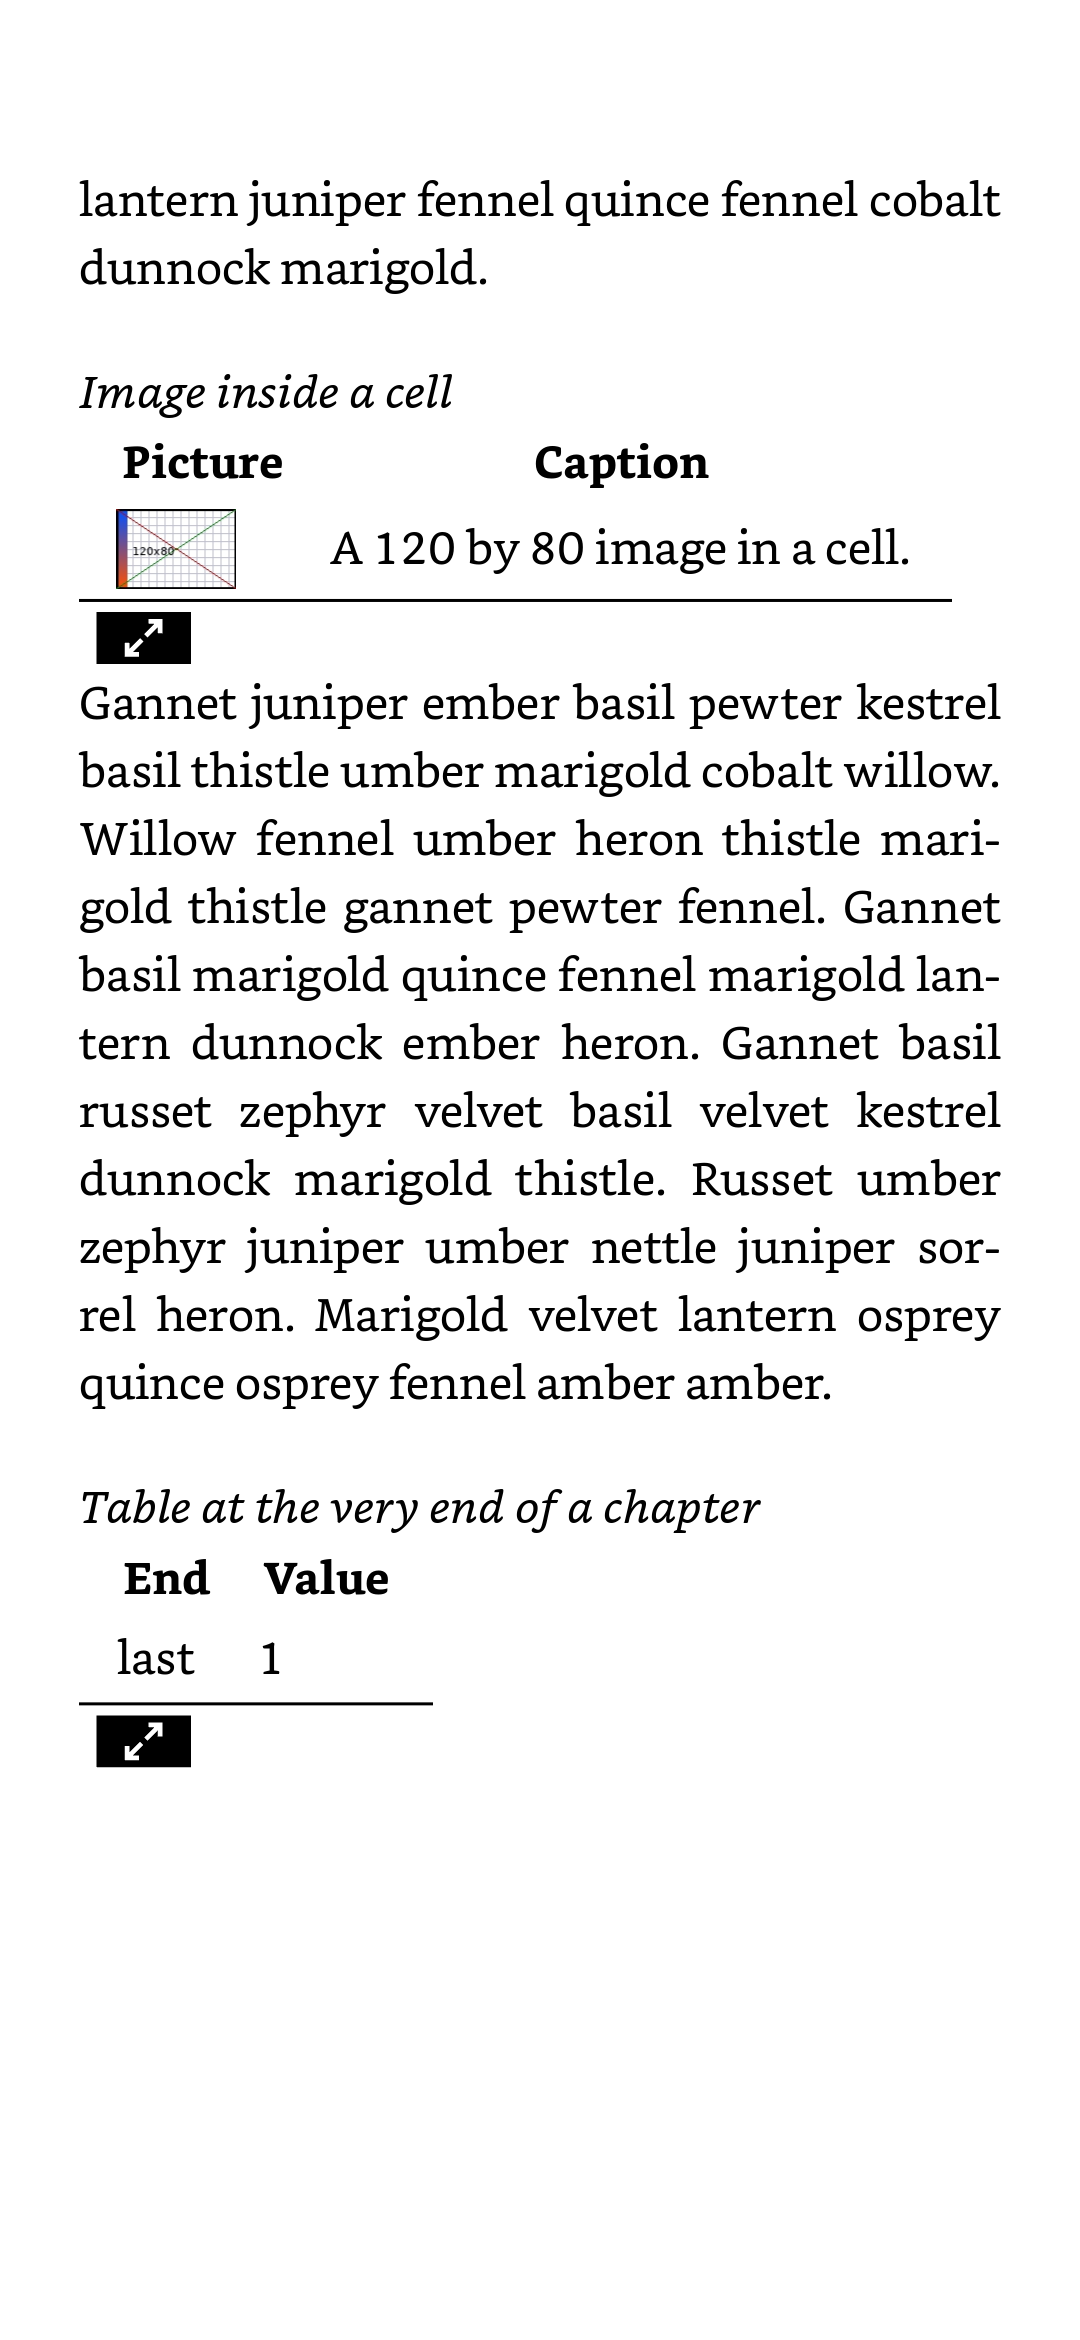 lantern juniper fennel quince fennel cobalt
dunnock marigold.
Image inside a cell
Picture Caption
120x80 A 120 by 80 image in a cell.
Gannet juniper ember basil pewter kestrel
basil thistle umber marigold cobalt willow.
Willow fennel umber heron thistle mari-
gold thistle gannet pewter fennel. Gannet
basil marigold quince fennel marigold lan-
tern dunnock ember heron. Gannet basil
russet zephyr velvet basil velvet kestrel
dunnock marigold thistle. Russet umber
zephyr juniper umber nettle juniper sor-
rel heron. Marigold velvet lantern osprey
quince osprey fennel amber amber.
Table at the very end of a chapter
End Value
last 1